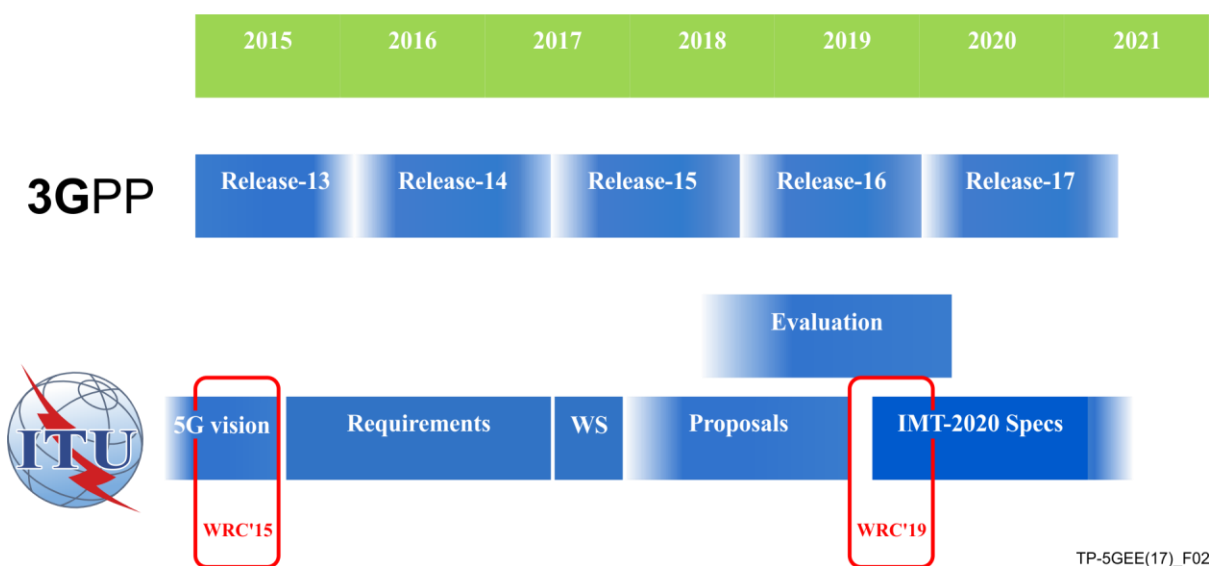 2015 2016 2017 2018 2019 2020 2021
3GPP
Release-13 Release-14 Release-15 Release-16 Release-17
Evaluation
ITU
5G vision Requirements WS Proposals IMT-2020 Specs
WRC'15 WRC'19
TP-5GEE(17)_F02